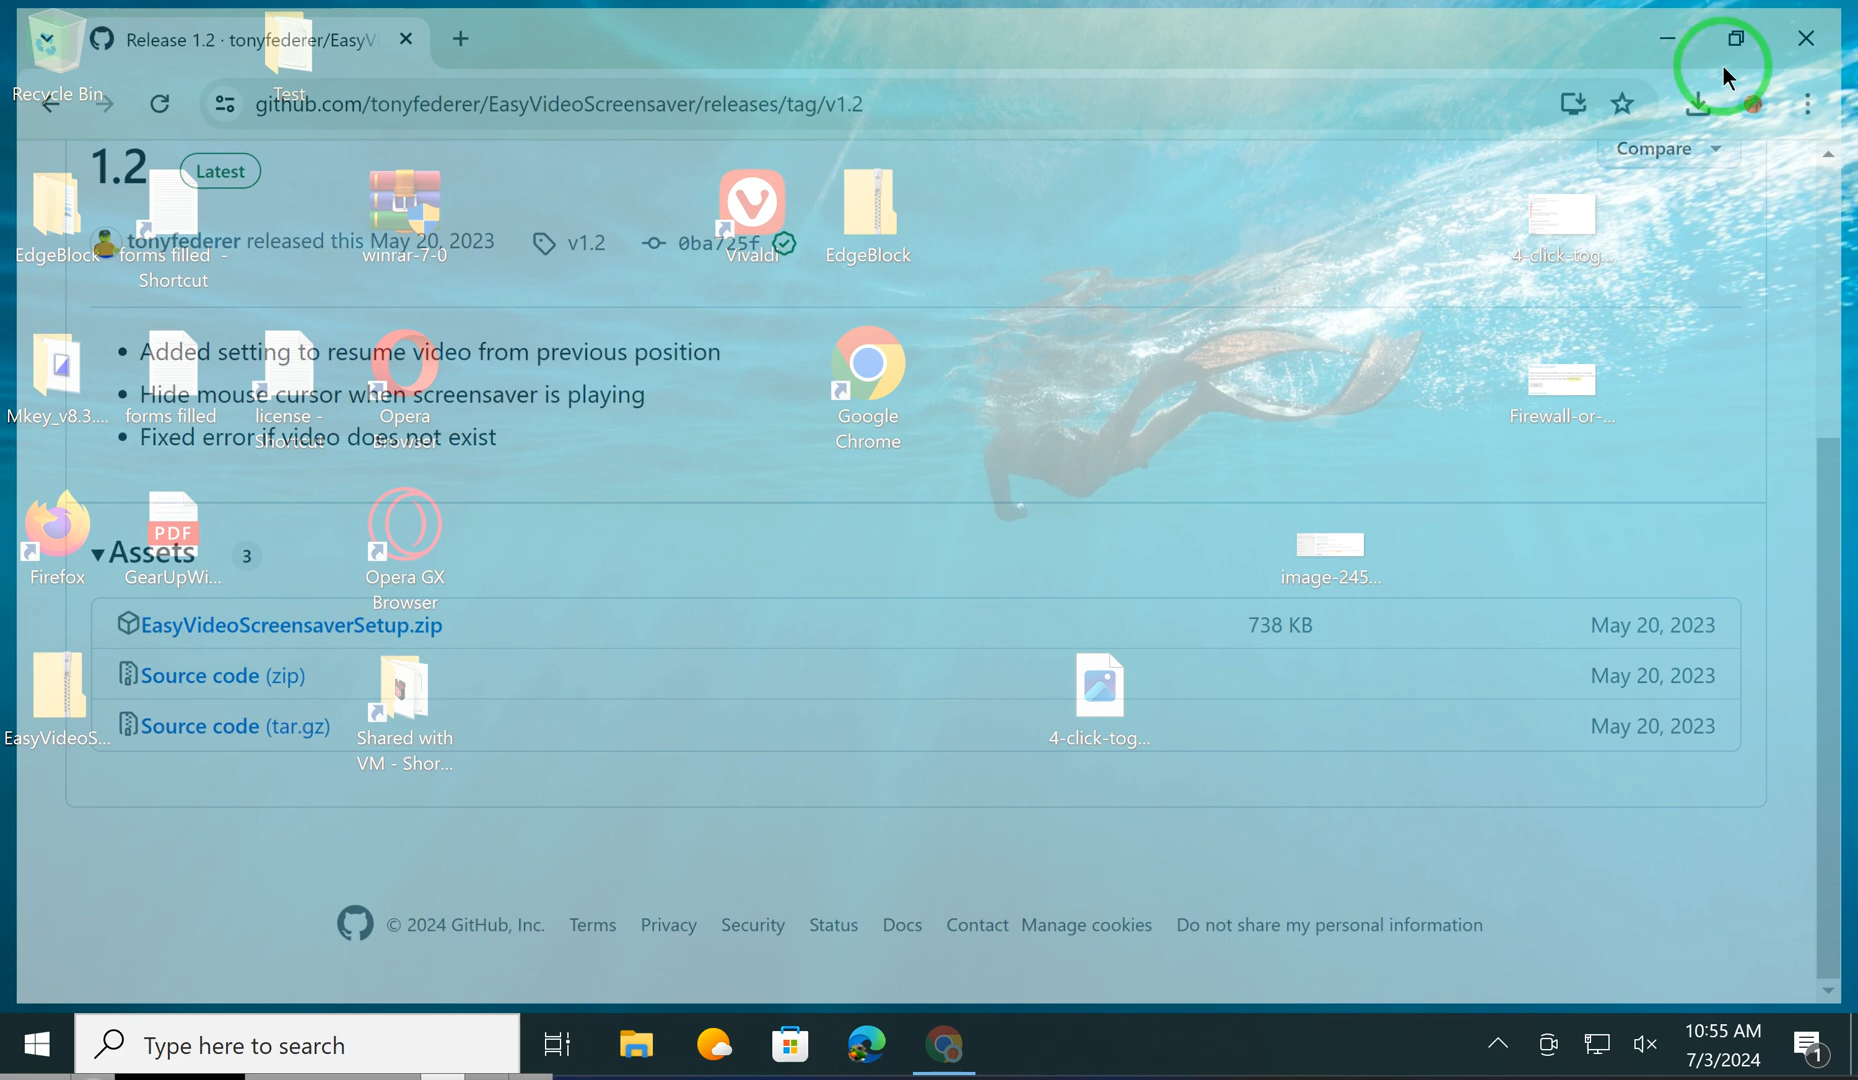 Release 1.2 · tonyfederer/EasyVi
Recycle Bin
Test
github.com/tonyfederer/EasyVideoScreensaver/releases/tag/v1.2
1.2
Latest
Compare
tonyfederer released this May 20, 2023
v1.2
0ba725f
EdgeBlock
forms filled -
Shortcut
winrar-7-0
Vivaldi
EdgeBlock
4-click-tog...
Added setting to resume video from previous position
Hide mouse cursor when screensaver is playing
Fixed error if video does not exist
Mkey_v8.3....
forms filled
license -
Shortcut
Opera
Browser
Google
Chrome
Firewall-or-...
PDF
Assets 3
Firefox
GearUpWi...
Opera GX
Browser
image-245...
EasyVideoScreensaverSetup.zip
738 KB
May 20, 2023
Source code (zip)
May 20, 2023
Source code (tar.gz)
May 20, 2023
EasyVideoS...
Shared with
VM - Shor...
4-click-tog...
© 2024 GitHub, Inc. Terms Privacy Security Status Docs Contact Manage cookies Do not share my personal information
Type here to search
10:55 AM
7/3/2024
1